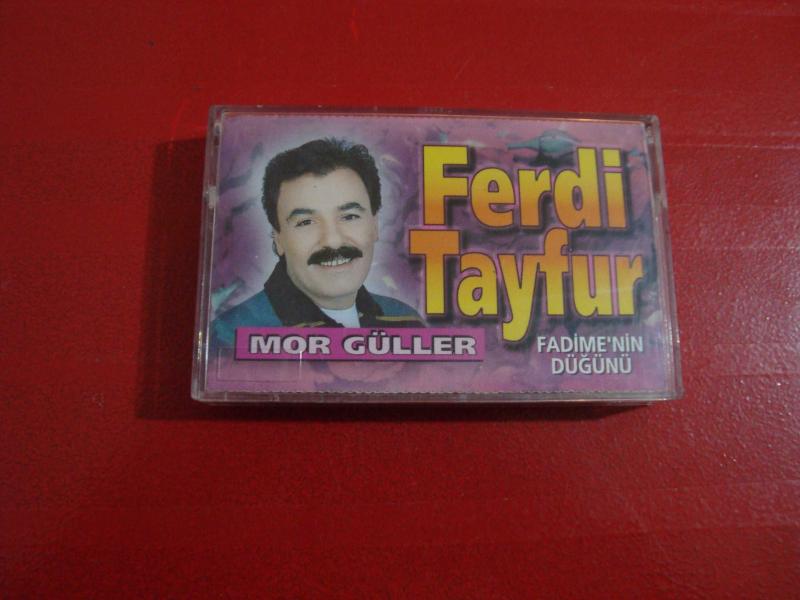 Ferdi
Tayfur
MOR GÜLLER
FADİME'NİN
DÜĞÜNÜ